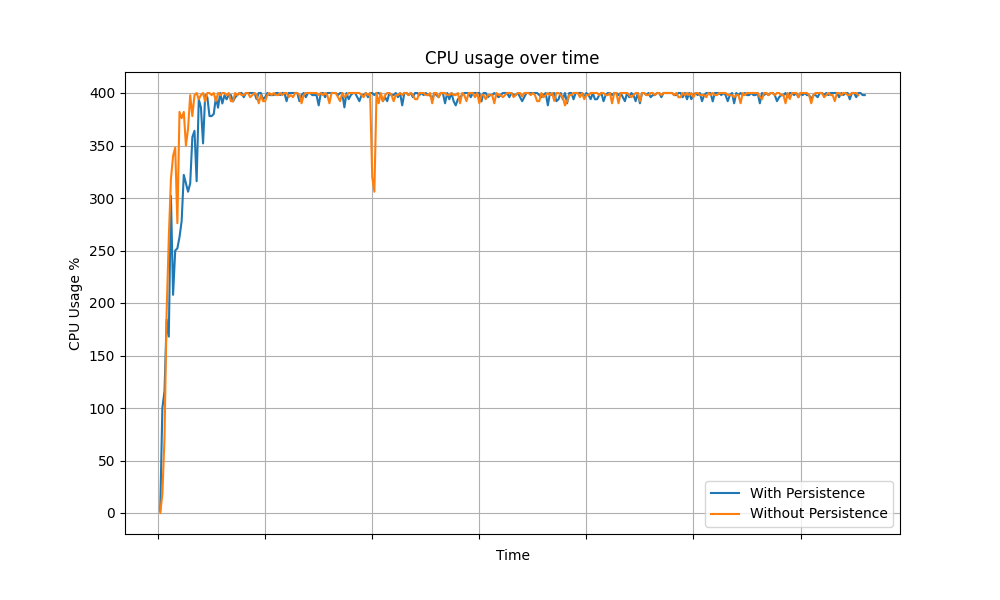 CPU usage over time
400
350
300
250
200
150
100
50
0
CPU Usage %
With Persistence
Without Persistence
Time